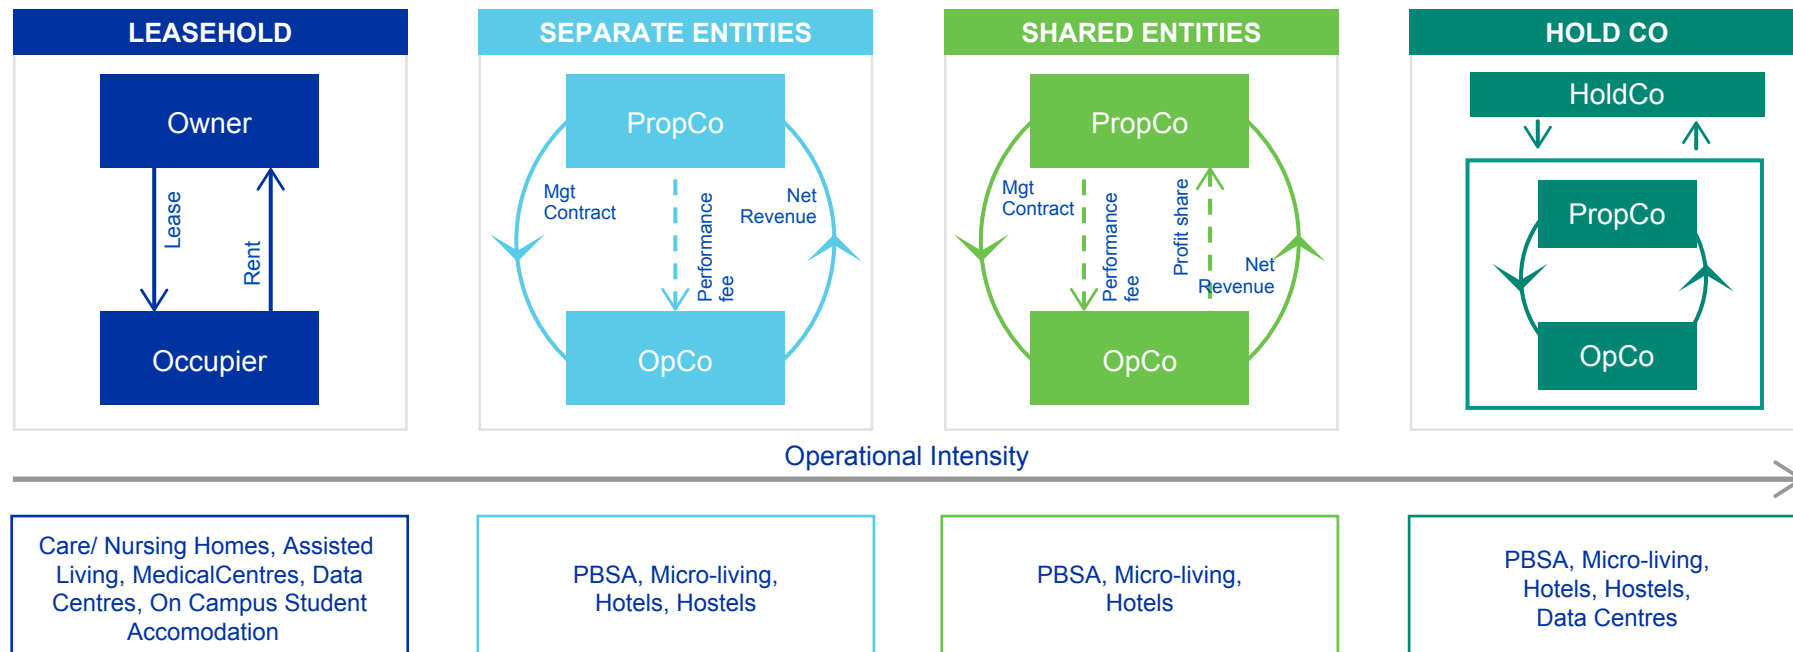 LEASEHOLD
Owner
Lease
Rent
Occupier
SEPARATE ENTITIES
PropCo
Mgt
Contract
Performance
fee
Net
Revenue
OpCo
SHARED ENTITIES
PropCo
Mgt
Contract
Performance
fee
Profit share
Net
Revenue
OpCo
HOLD CO
HoldCo
PropCo
OpCo
Operational Intensity
Care/ Nursing Homes, Assisted
Living, MedicalCentres, Data
Centres, On Campus Student
Accomodation
PBSA, Micro-living,
Hotels, Hostels
PBSA, Micro-living,
Hotels
PBSA, Micro-living,
Hotels, Hostels,
Data Centres